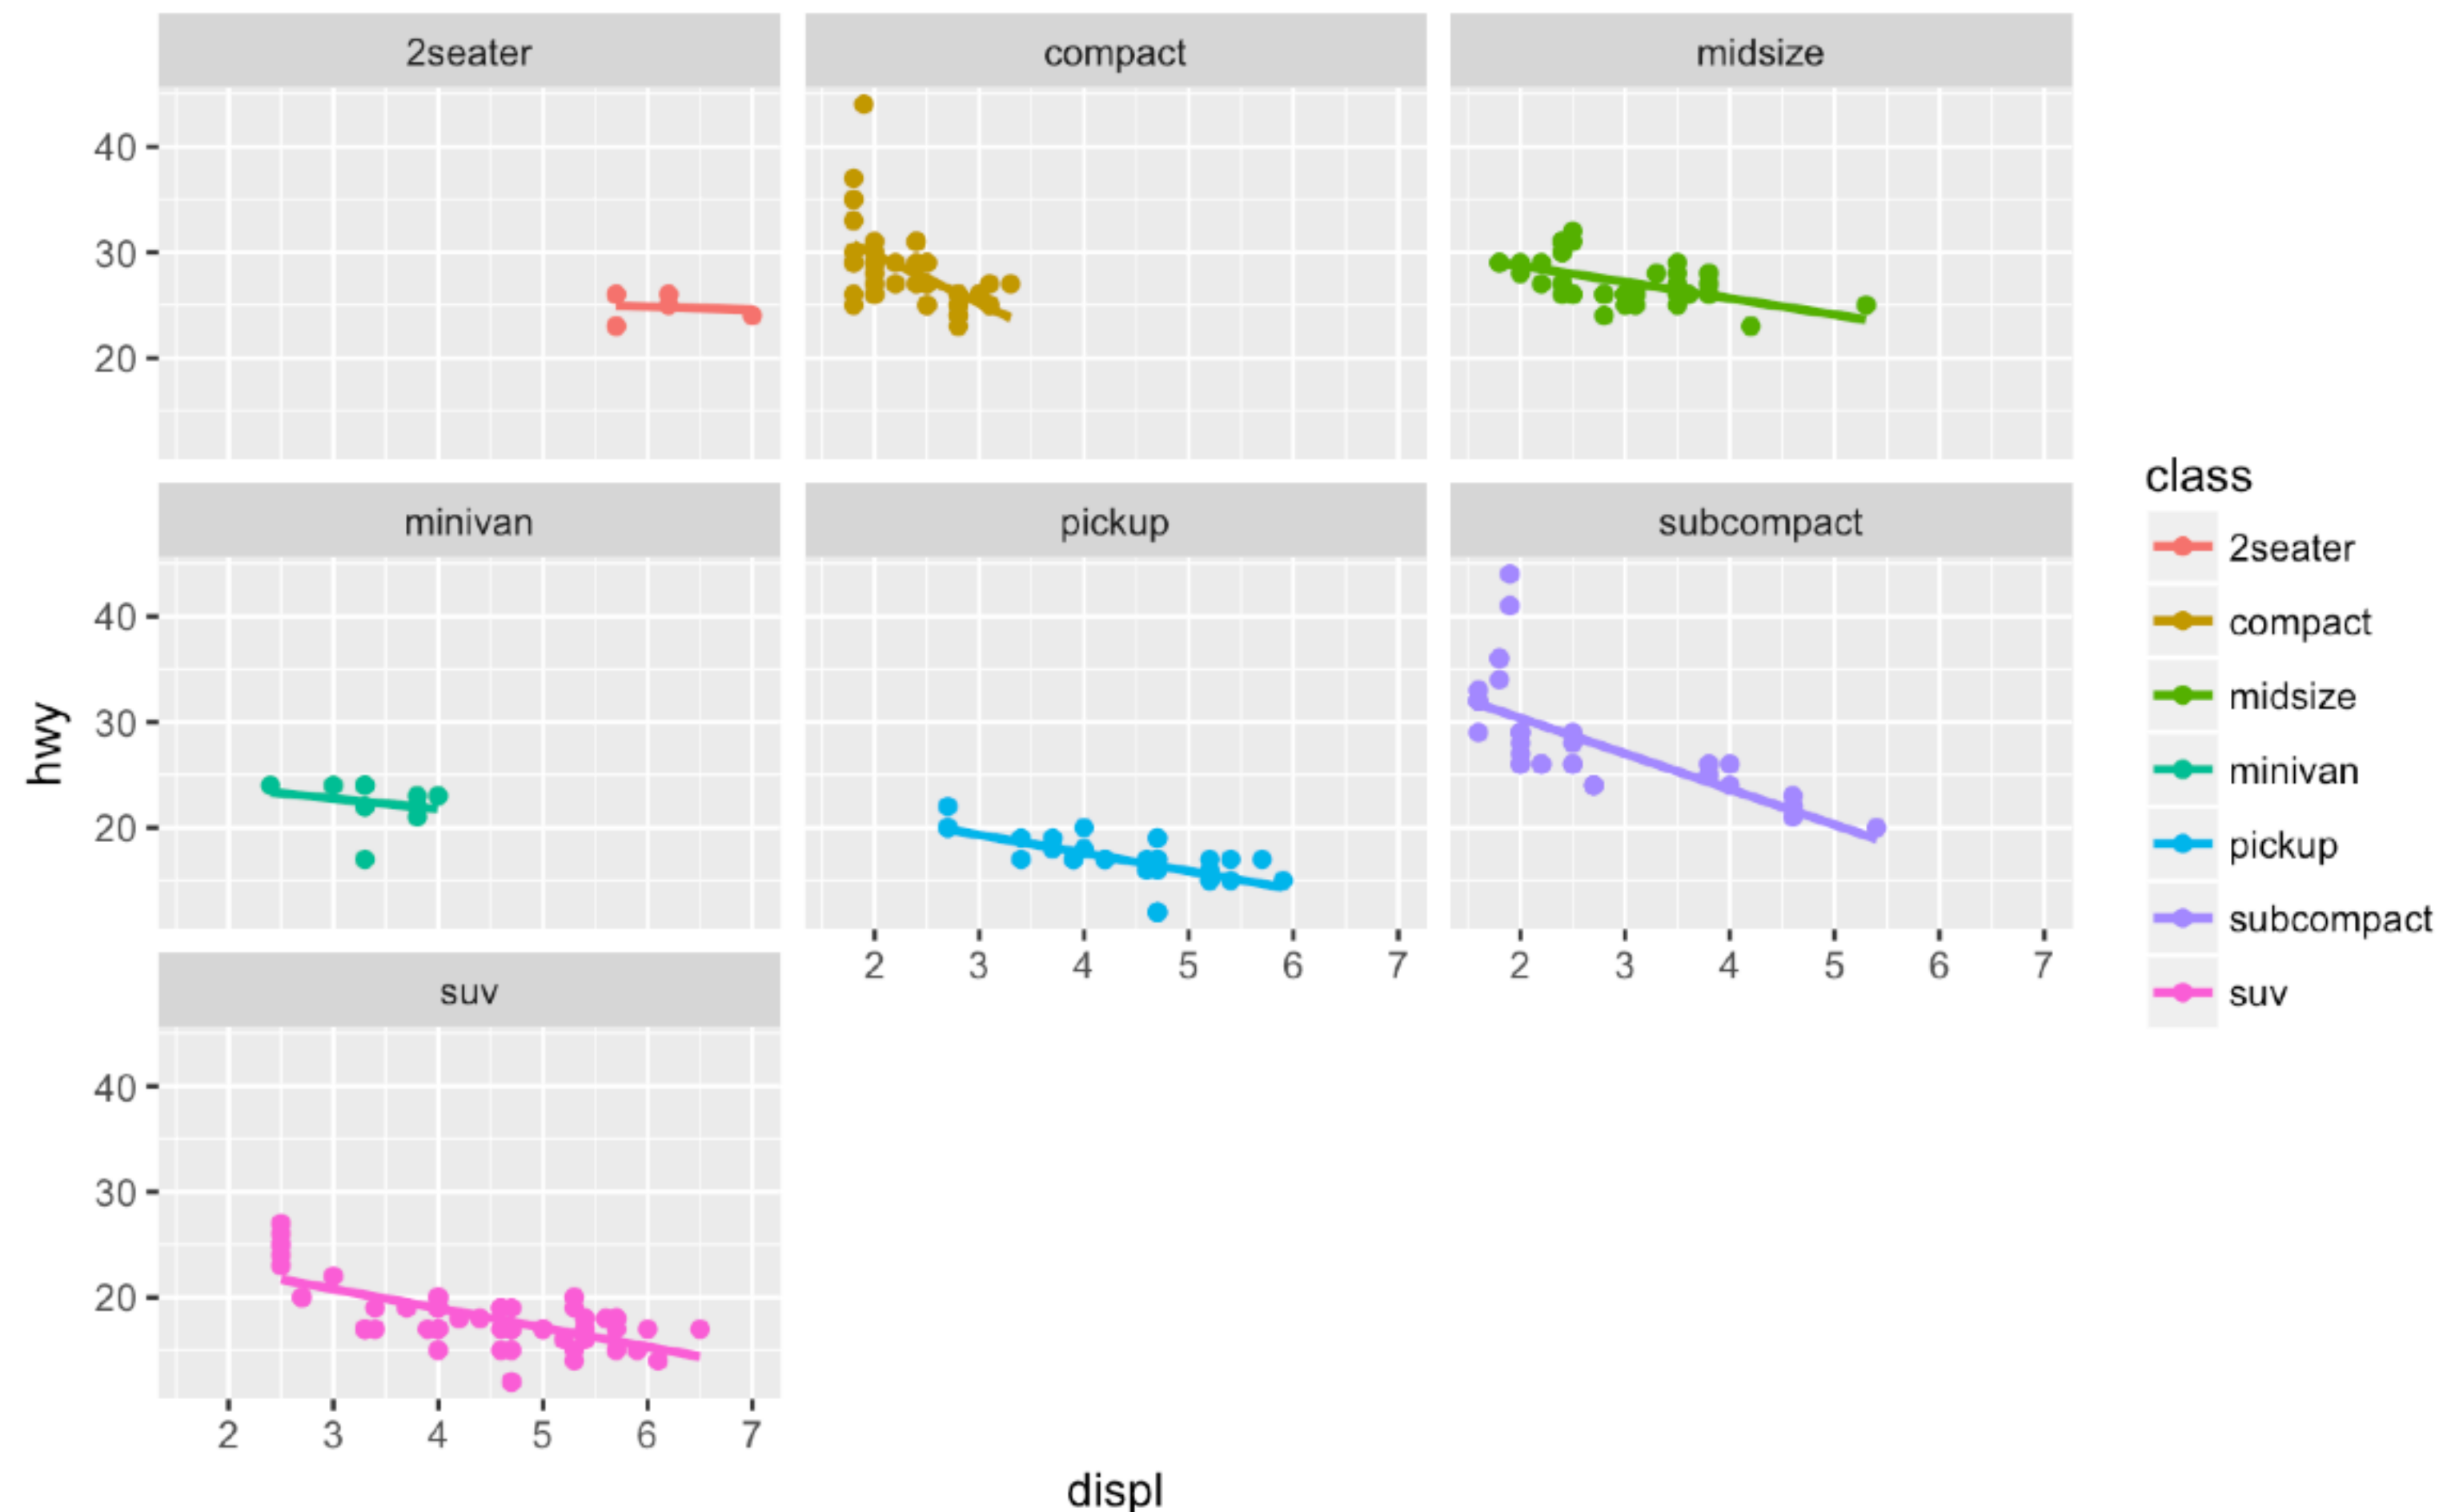 2seater compact midsize
40
30
20
minivan pickup subcompact
40
30
20
2 3 4 5 6 7 2 3 4 5 6 7
suv
40
30
20
2 3 4 5 6 7
hwy
displ
class
2seater
compact
midsize
minivan
pickup
subcompact
suv